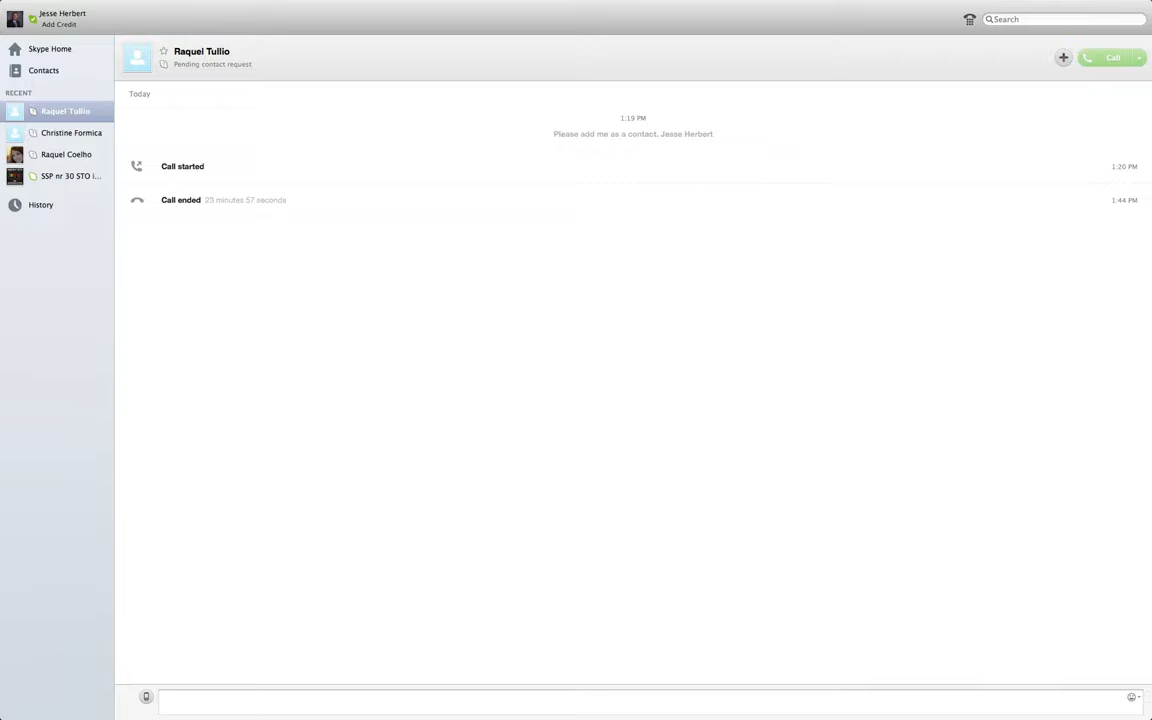 Jesse Herbert
Add Credit
Search
Skype Home
Contacts
RECENT
Raquel Tullio
Christine Formica
Raquel Coelho
SSP nr 30 STO i...
History
Raquel Tullio
Pending contact request
Call
Today
1:19 PM
Please add me as a contact. Jesse Herbert
Call started 1:20 PM
Call ended 23 minutes 57 seconds 1:44 PM